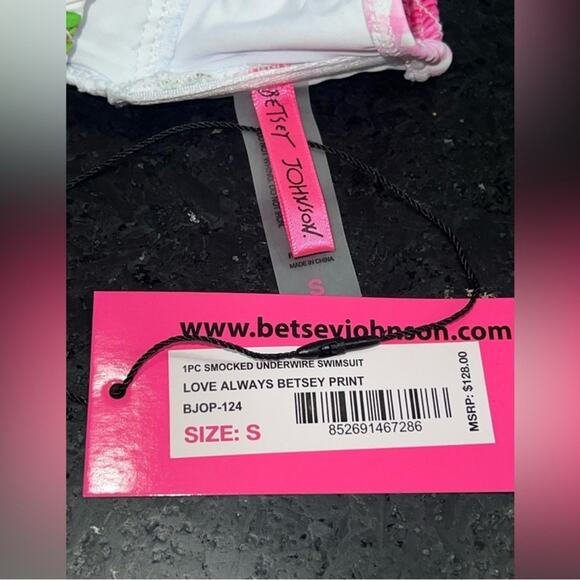 BETSEY JOHNSON.
MADE IN CHINA
S
www.betseyjohnson.com
1PC SMOCKED UNDERWIRE SWIMSUIT
LOVE ALWAYS BETSEY PRINT
BJOP-124
SIZE: S
852691467286
MSRP: $128.00